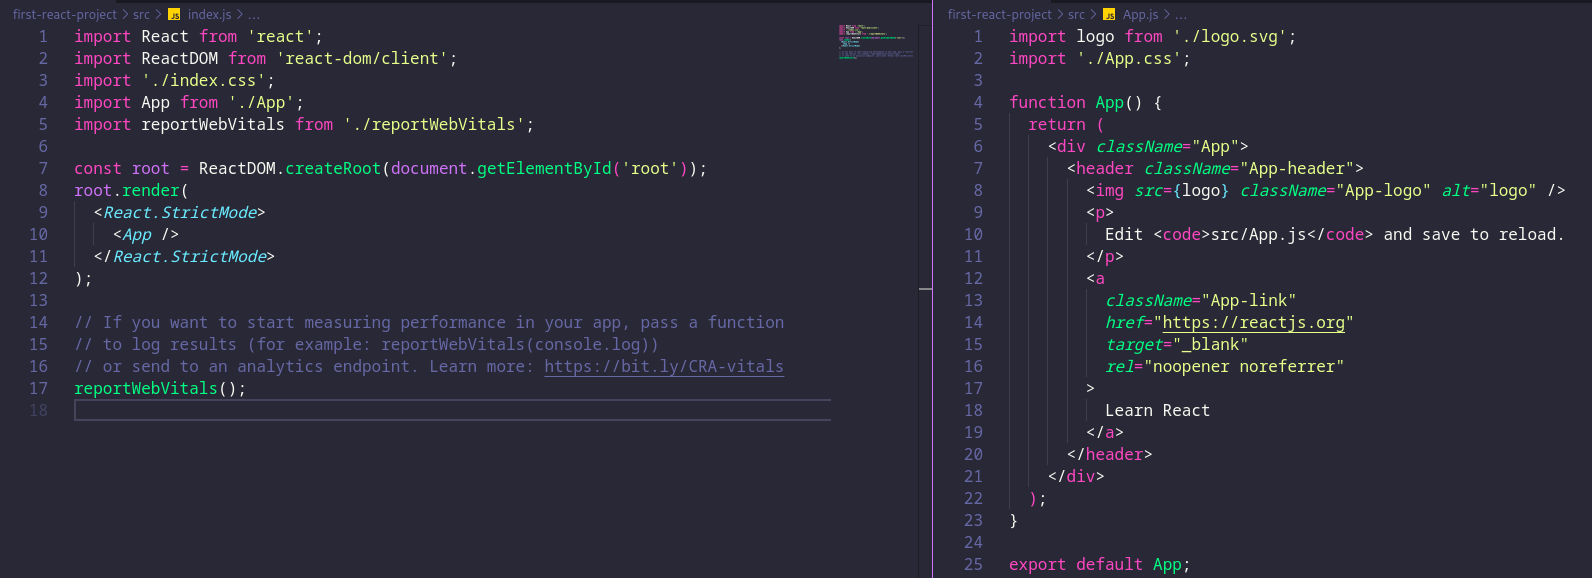 first-react-project > src > JS index.js > ...
1 import React from 'react';
2 import ReactDOM from 'react-dom/client';
3 import './index.css';
4 import App from './App';
5 import reportWebVitals from './reportWebVitals';
6
7 const root = ReactDOM.createRoot(document.getElementById('root'));
8 root.render(
9   <React.StrictMode>
10     <App />
11   </React.StrictMode>
12 );
13
14 // If you want to start measuring performance in your app, pass a function
15 // to log results (for example: reportWebVitals(console.log))
16 // or send to an analytics endpoint. Learn more: https://bit.ly/CRA-vitals
17 reportWebVitals();
18
first-react-project > src > JS App.js > ...
1 import logo from './logo.svg';
2 import './App.css';
3
4 function App() {
5   return (
6     <div className="App">
7       <header className="App-header">
8         <img src={logo} className="App-logo" alt="logo" />
9         <p>
10           Edit <code>src/App.js</code> and save to reload.
11         </p>
12         <a
13           className="App-link"
14           href="https://reactjs.org"
15           target="_blank"
16           rel="noopener noreferrer"
17         >
18           Learn React
19         </a>
20       </header>
21     </div>
22   );
23 }
24
25 export default App;